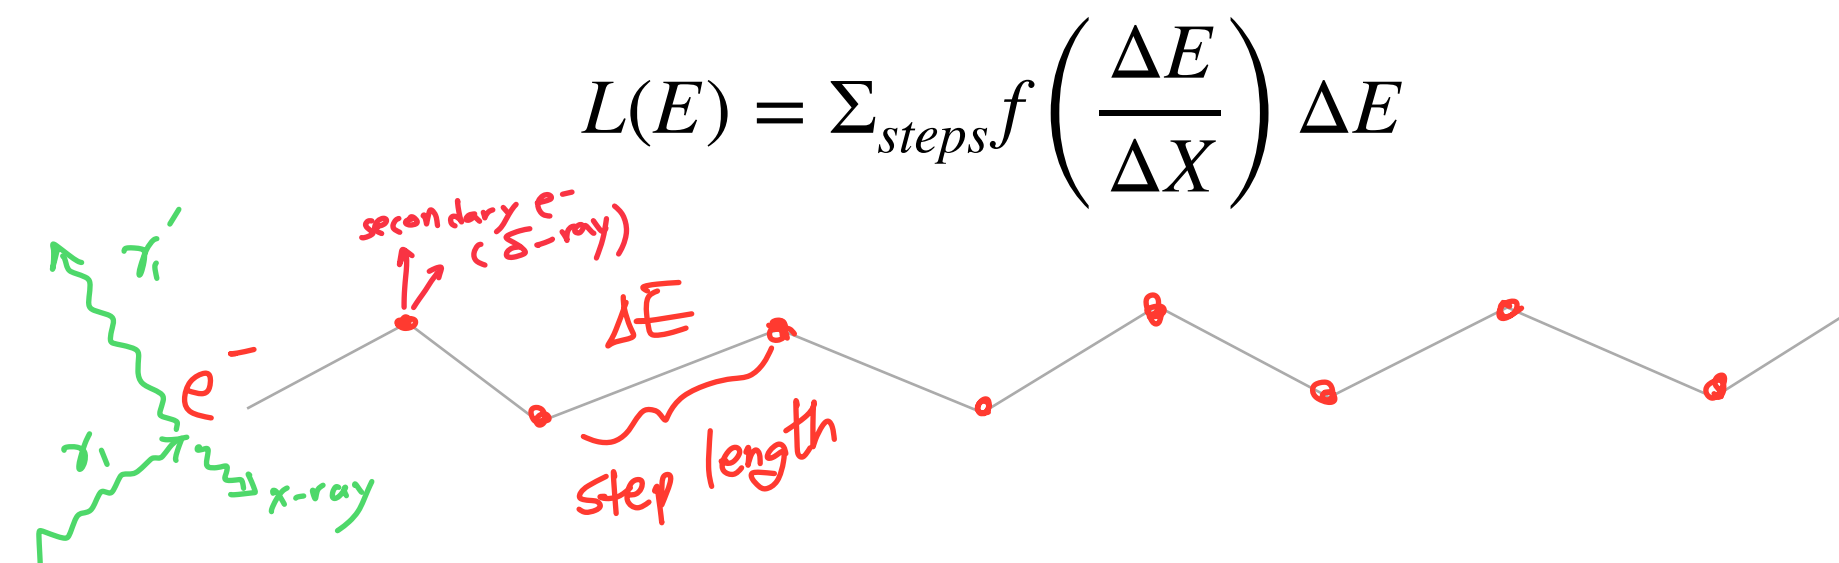 L(E) = Σ_steps f(ΔE/ΔX) ΔE
secondary e⁻
(δ-ray)
γ₁′
ΔE
e⁻
γ₁
step length
x-ray